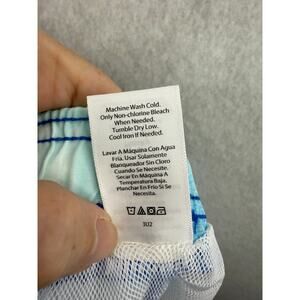 Machine Wash Cold.
Only Non-chlorine Bleach
When Needed.
Tumble Dry Low.
Cool Iron If Needed.
Lavar A Máquina Con Agua
Fría. Usar Solamente
Blanqueador Sin Cloro
Cuando Se Necesite.
Secar En Máquina A
Temperatura Baja.
Planchar En Frío Si Se
Necesite.
3U2